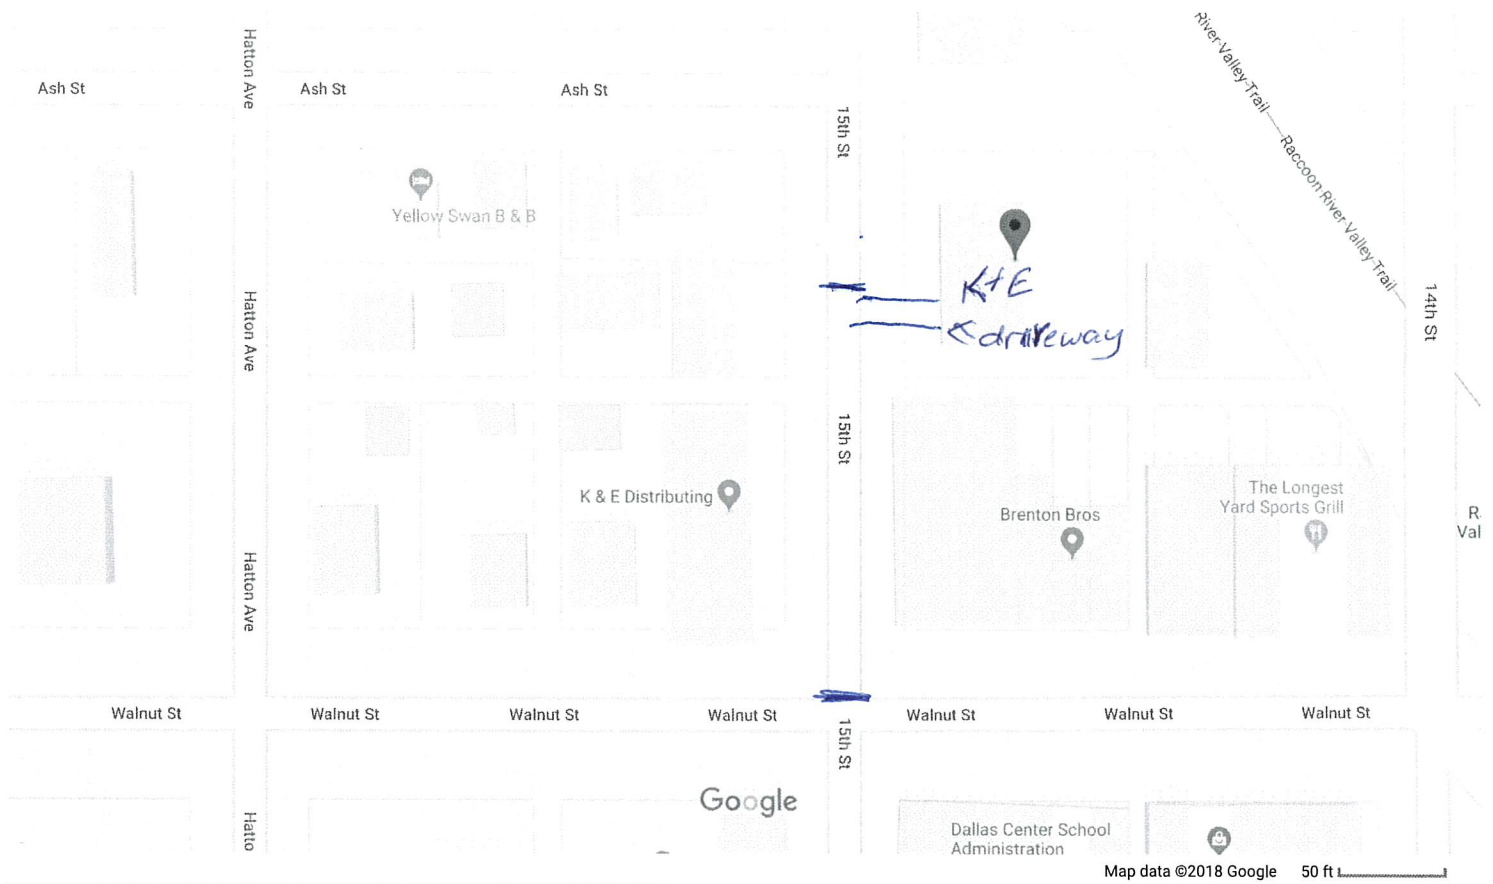 River Valley Trail
Hatton Ave
Ash St
Ash St
Ash St
15th St
Raccoon River Valley Trail
Yellow Swan B & B
K+E
driveway
Hatton Ave
14th St
15th St
K & E Distributing
Brenton Bros
The Longest
Yard Sports Grill
R
Val
Hatton Ave
Walnut St
Walnut St
Walnut St
Walnut St
Walnut St
Walnut St
Walnut St
15th St
Google
Hatto
Dallas Center School
Administration
Map data ©2018 Google 50 ft